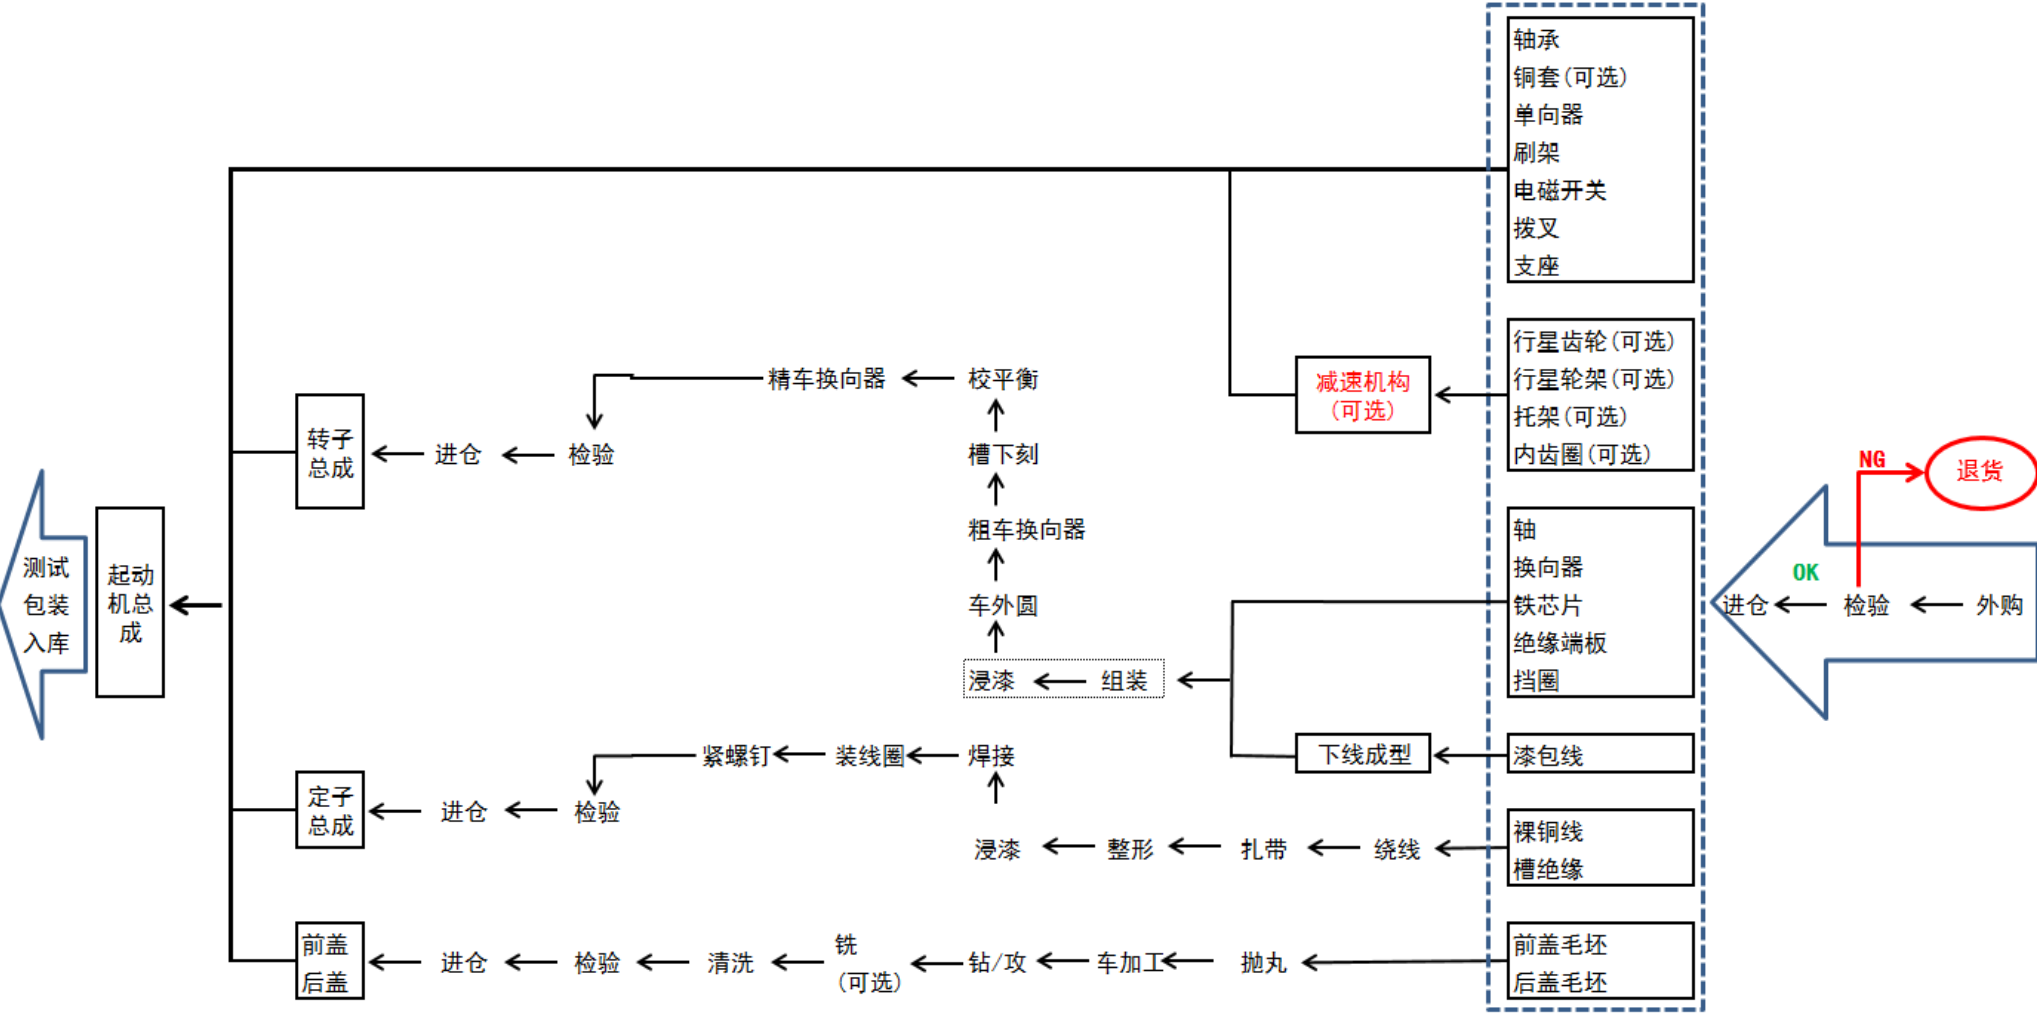 轴承
铜套(可选)
单向器
刷架
电磁开关
拨叉
支座
行星齿轮(可选)
行星轮架(可选)
托架(可选)
内齿圈(可选)
减速机构
(可选)
精车换向器
校平衡
转子
总成
进仓
检验
槽下刻
粗车换向器
车外圆
浸漆
组装
轴
换向器
铁芯片
绝缘端板
挡圈
NG
退货
OK
进仓
检验
外购
测试
包装
入库
起动
机总
成
紧螺钉
装线圈
焊接
下线成型
漆包线
定子
总成
进仓
检验
浸漆
整形
扎带
绕线
裸铜线
槽绝缘
前盖
后盖
进仓
检验
清洗
铣
(可选)
钻/攻
车加工
抛丸
前盖毛坯
后盖毛坯